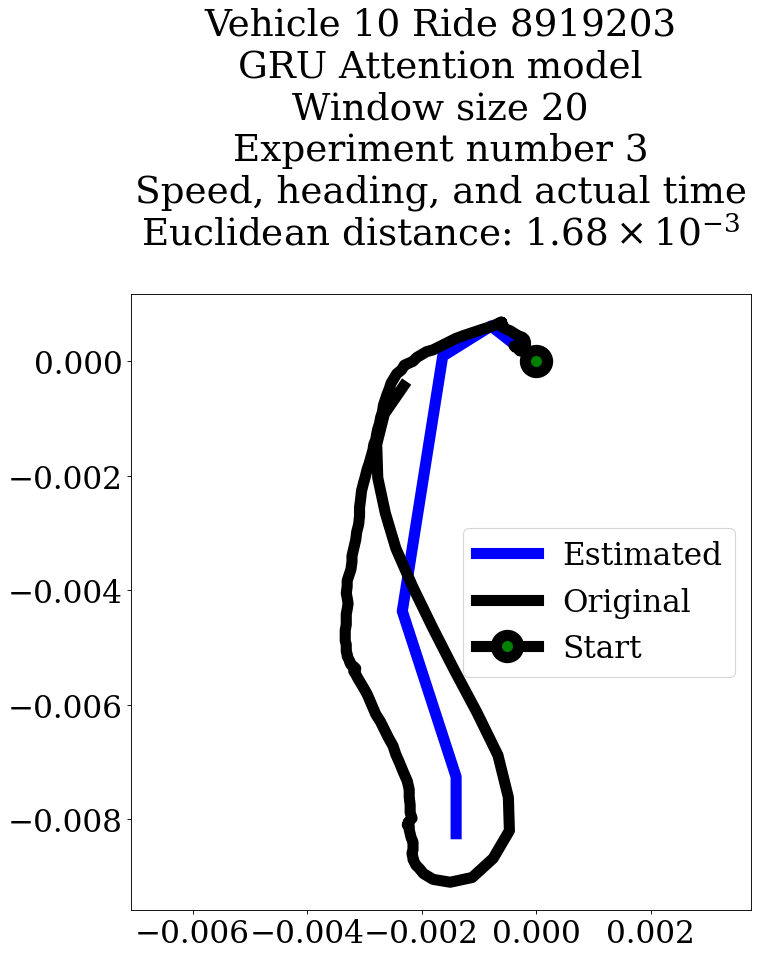 Vehicle 10 Ride 8919203
GRU Attention model
Window size 20
Experiment number 3
Speed, heading, and actual time
Euclidean distance: 1.68 × 10⁻³
0.000
−0.002
−0.004
−0.006
−0.008
Estimated
Original
Start
−0.006 −0.004 −0.002 0.000 0.002